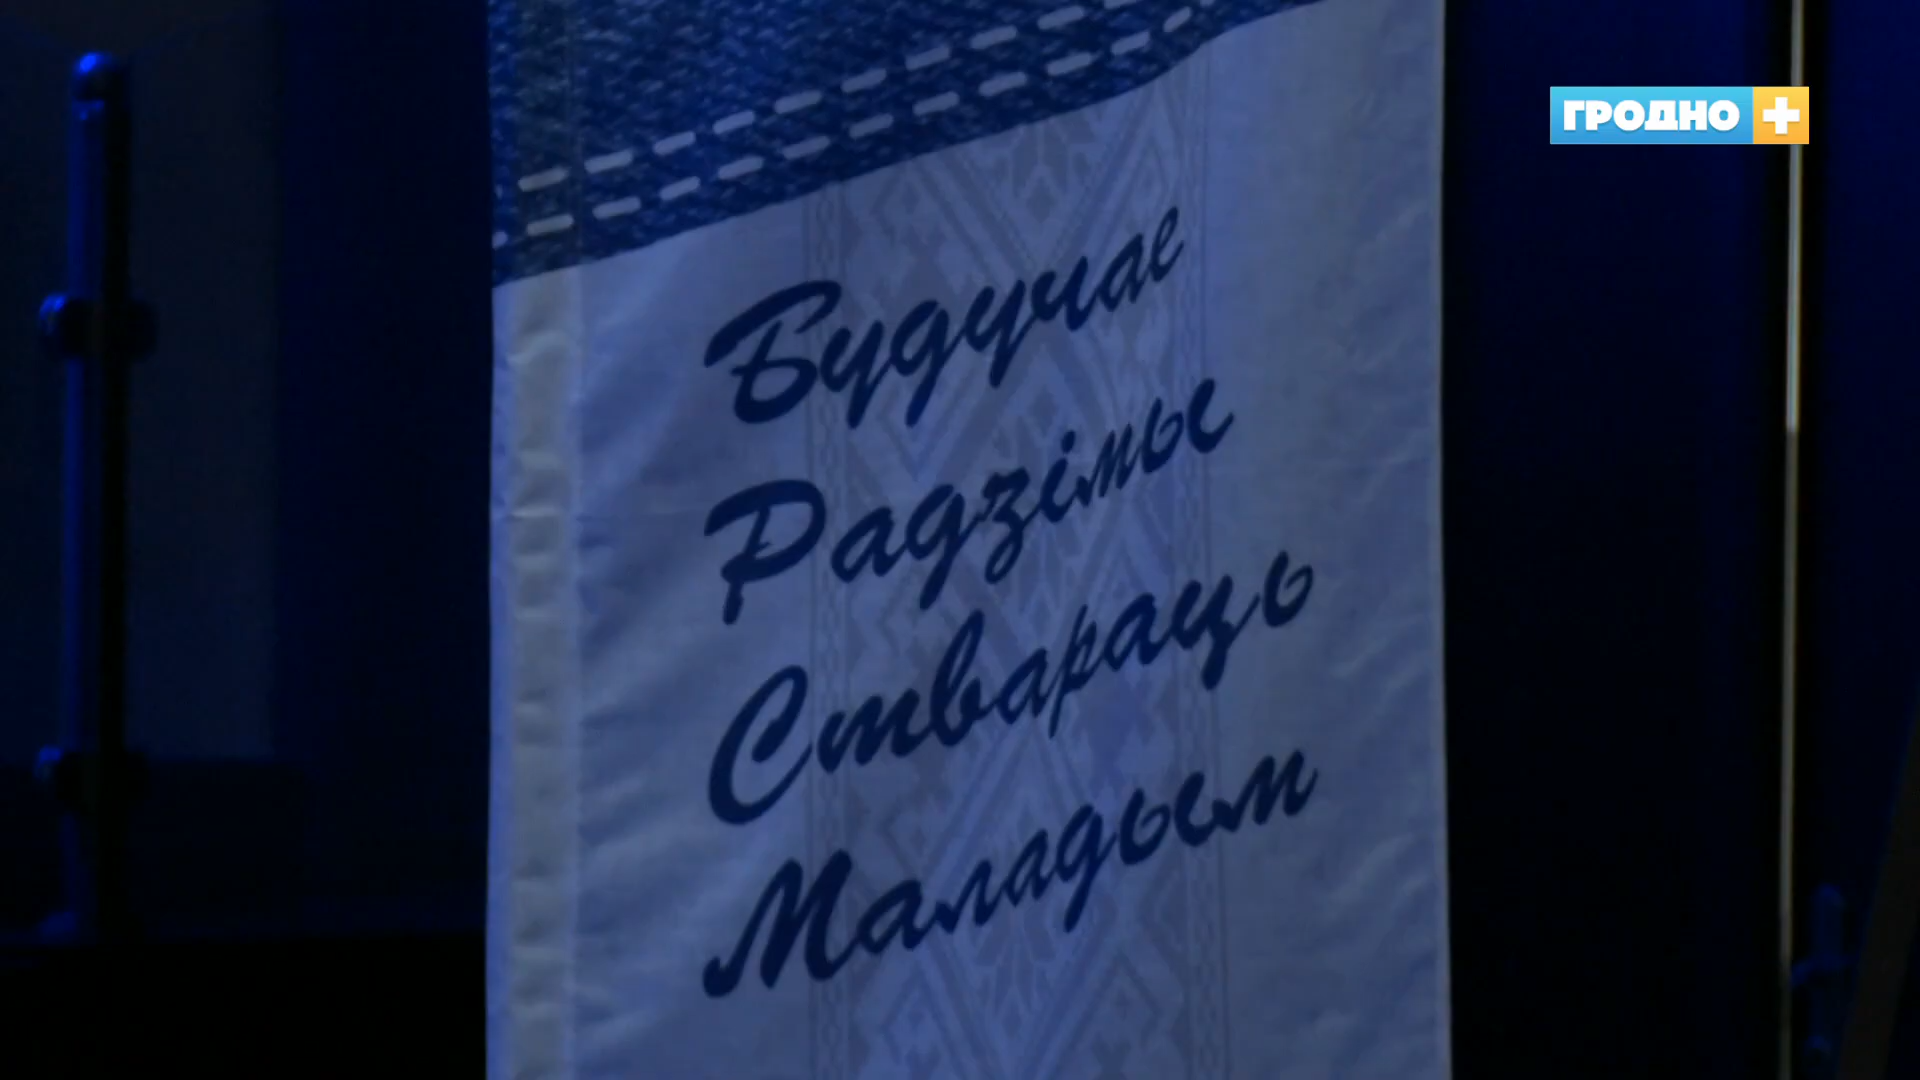 ГРОДНО +
Будучае
Радзімы
Ствараць
Маладым